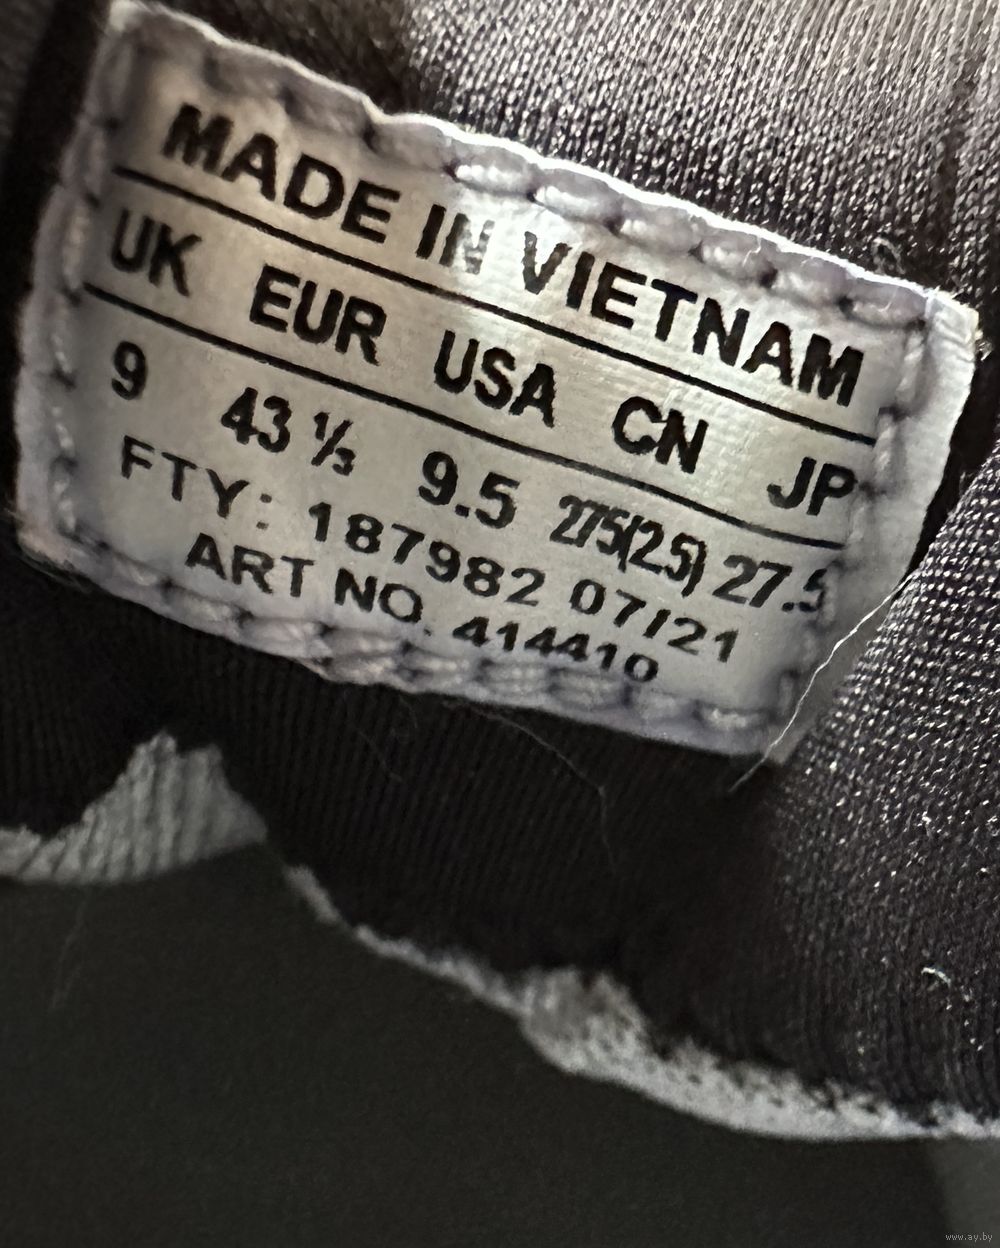 MADE IN VIETNAM
UK EUR USA CN JP
9 43 ⅓ 9.5 275(2.5) 27.5
FTY: 187982 07/21
ART NO. 414410
www.ay.by